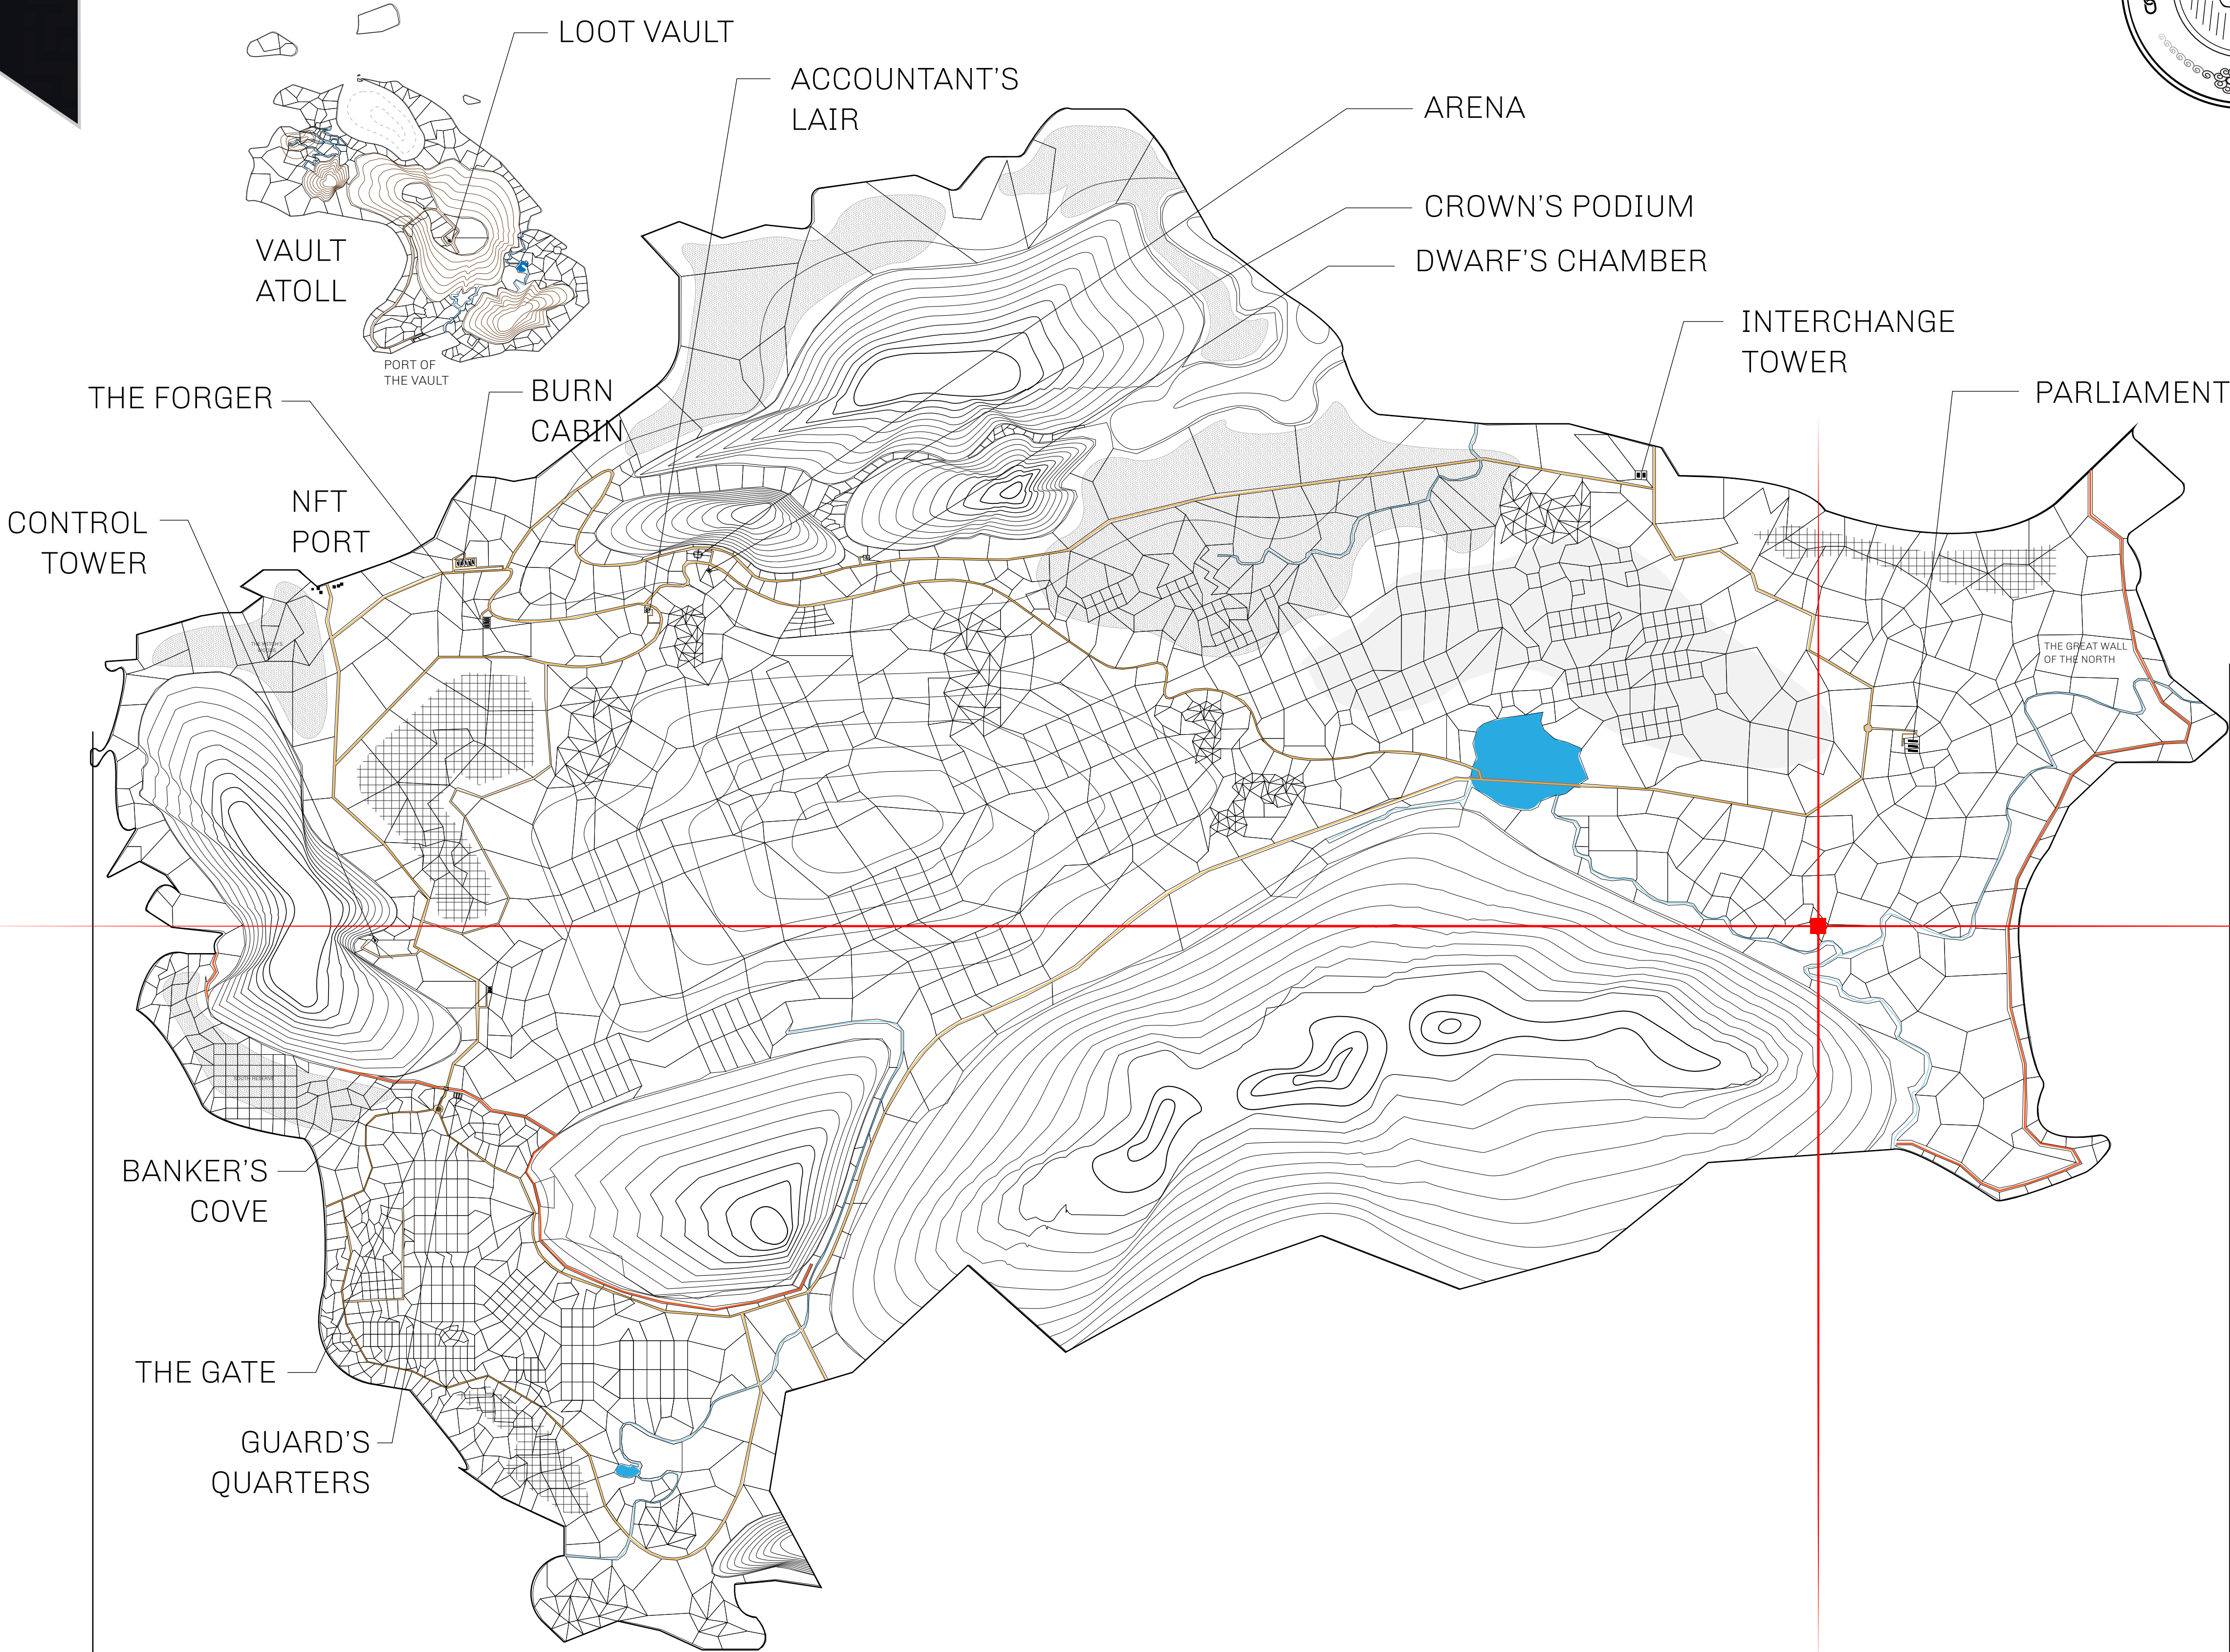 LOOT VAULT
ACCOUNTANT'S
LAIR
ARENA
CROWN'S PODIUM
DWARF'S CHAMBER
VAULT
ATOLL
INTERCHANGE
TOWER
PORT OF
THE VAULT
PARLIAMENT
THE FORGER
BURN
CABIN
NFT
PORT
CONTROL
TOWER
THE GREAT WALL
OF THE NORTH
SOUTH RESERVE
BANKER'S
COVE
THE GATE
GUARD'S
QUARTERS